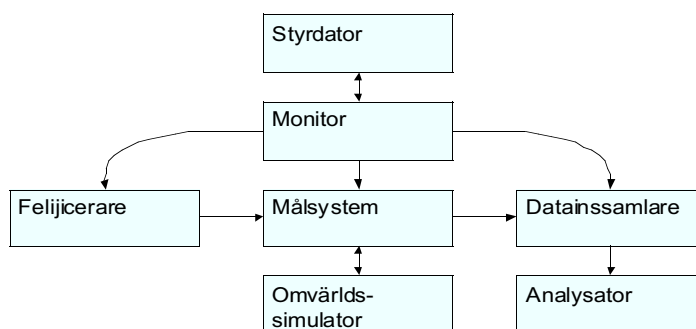 Styrdator
Monitor
Felijicerare
Målsystem
Datainssamlare
Omvärlds-
simulator
Analysator